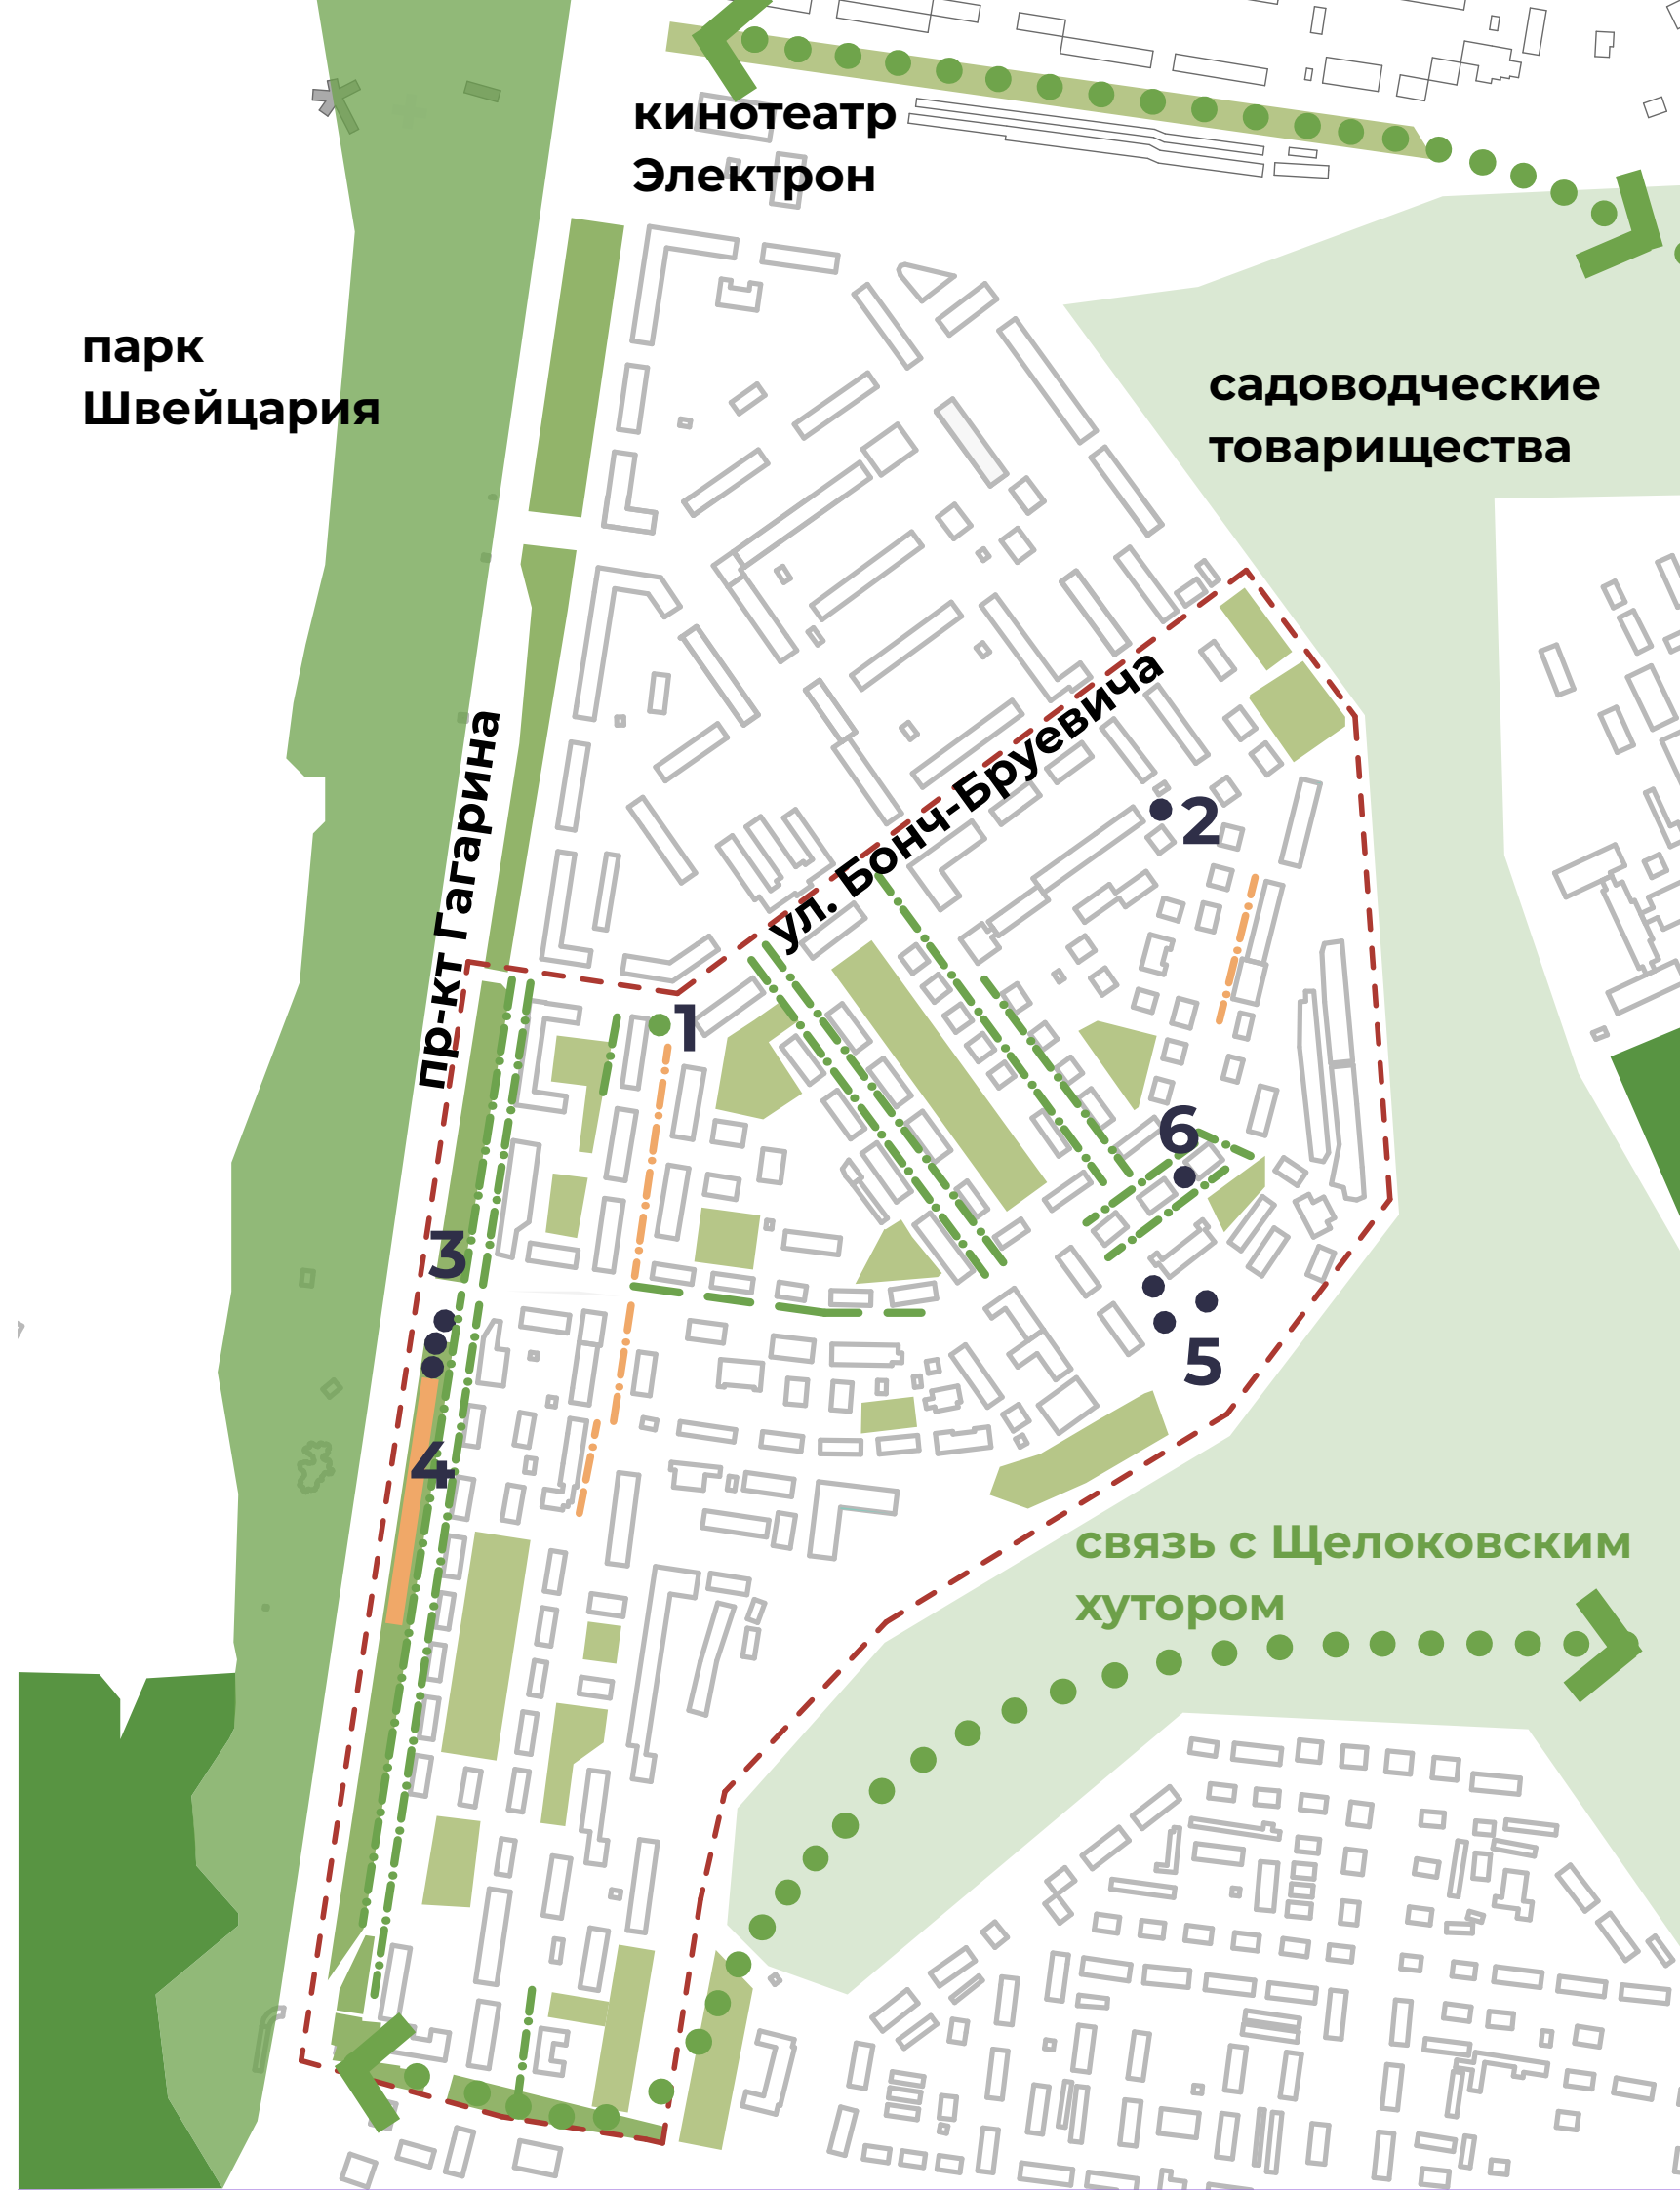 кинотеатр
Электрон
парк
Швейцария
садоводческие
товарищества
ул. Бонч-Бруевича
Пр-кт Гагарина
2
1
6
3
5
4
связь с Щелоковским
хутором